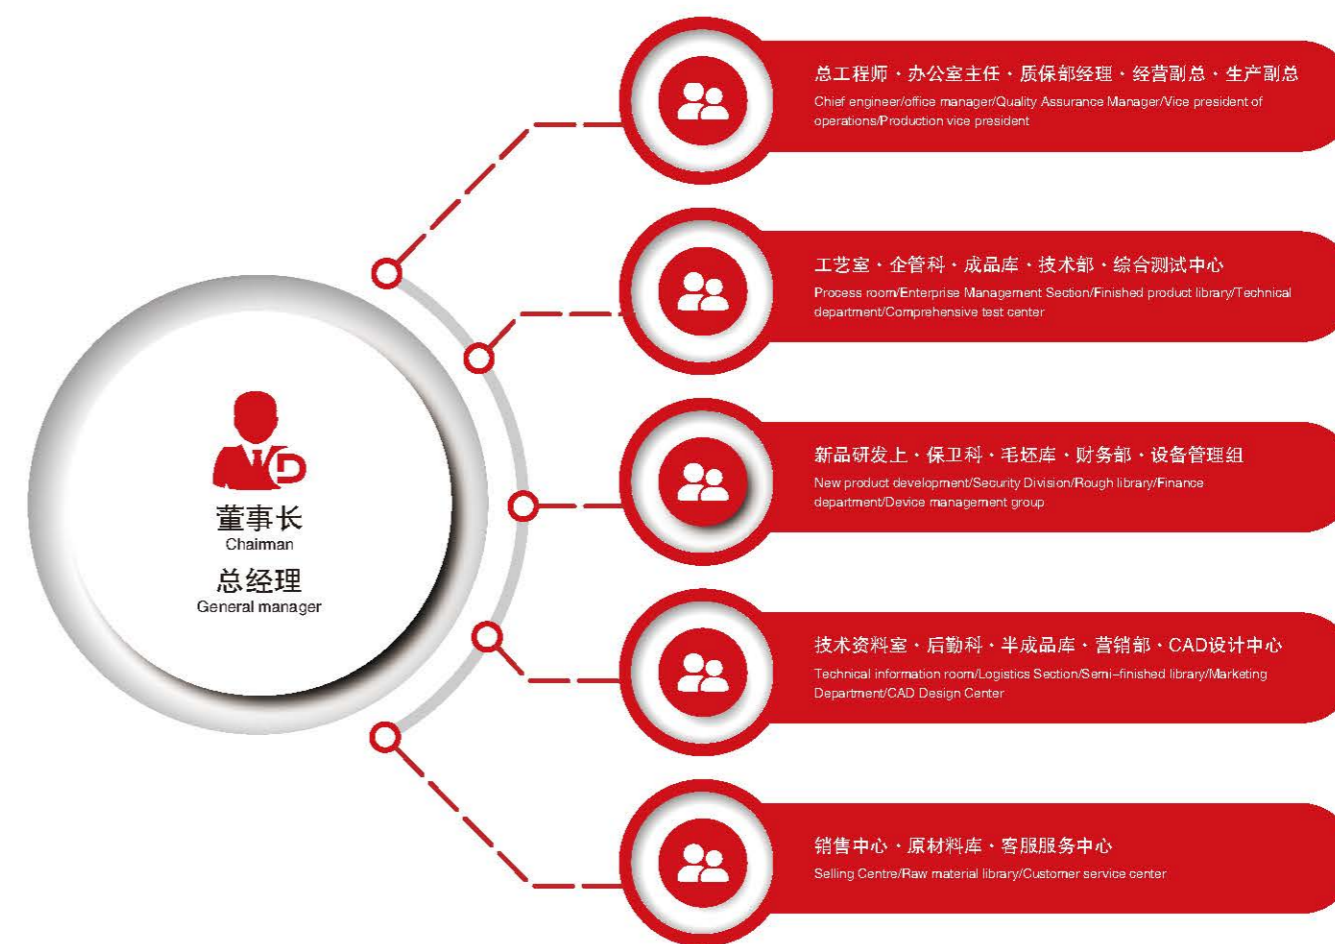 总工程师·办公室主任·质保部经理·经营副总·生产副总
Chief engineer/office manager/Quality Assurance Manager/Vice president of
operations/Production vice president
工艺室·企管科·成品库·技术部·综合测试中心
Process room/Enterprise Management Section/Finished product library/Technical
department/Comprehensive test center
董事长
Chairman
总经理
General manager
新品研发上·保卫科·毛坯库·财务部·设备管理组
New product development/Security Division/Rough library/Finance
department/Device management group
技术资料室·后勤科·半成品库·营销部·CAD设计中心
Technical information room/Logistics Section/Semi-finished library/Marketing
Department/CAD Design Center
销售中心·原材料库·客服服务中心
Selling Centre/Raw material library/Customer service center